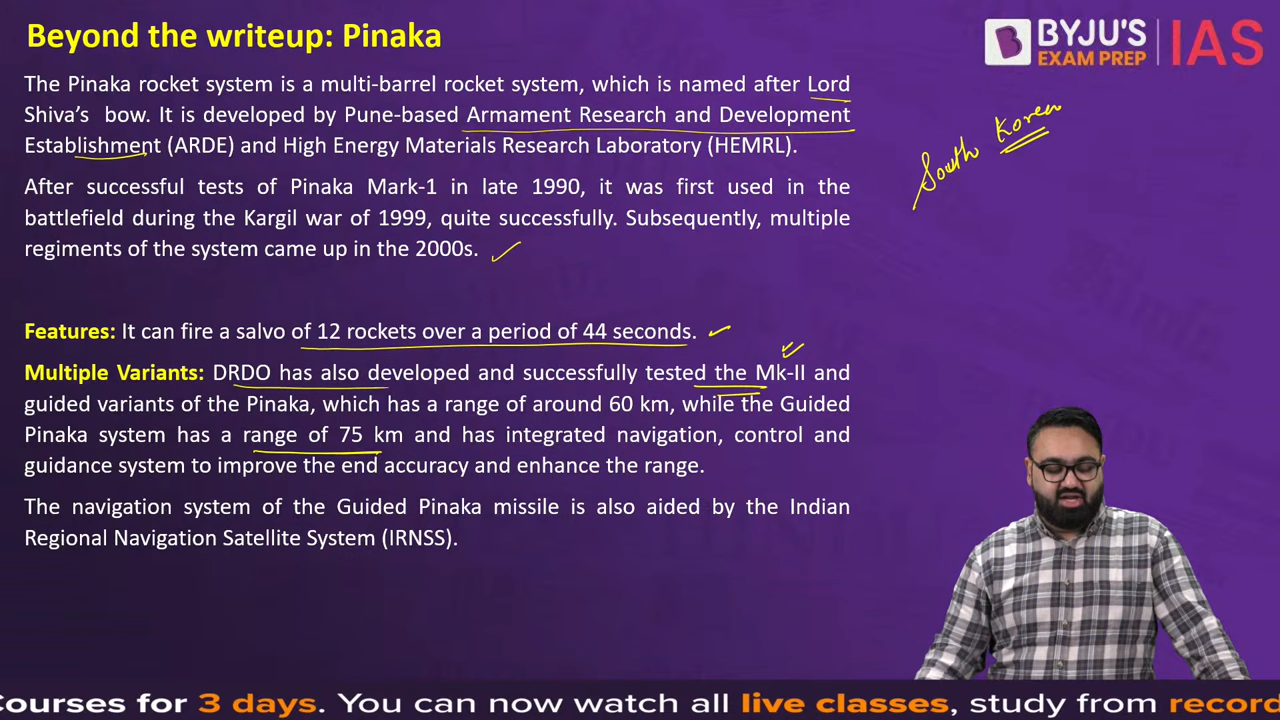 Beyond the writeup: Pinaka
BYJU'S
EXAM PREP
IAS
The Pinaka rocket system is a multi-barrel rocket system, which is named after Lord
Shiva's bow. It is developed by Pune-based Armament Research and Development
Establishment (ARDE) and High Energy Materials Research Laboratory (HEMRL).
South Korea
After successful tests of Pinaka Mark-1 in late 1990, it was first used in the
battlefield during the Kargil war of 1999, quite successfully. Subsequently, multiple
regiments of the system came up in the 2000s.
Features: It can fire a salvo of 12 rockets over a period of 44 seconds.
Multiple Variants: DRDO has also developed and successfully tested the Mk-II and
guided variants of the Pinaka, which has a range of around 60 km, while the Guided
Pinaka system has a range of 75 km and has integrated navigation, control and
guidance system to improve the end accuracy and enhance the range.
The navigation system of the Guided Pinaka missile is also aided by the Indian
Regional Navigation Satellite System (IRNSS).
Courses for 3 days. You can now watch all live classes, study from record